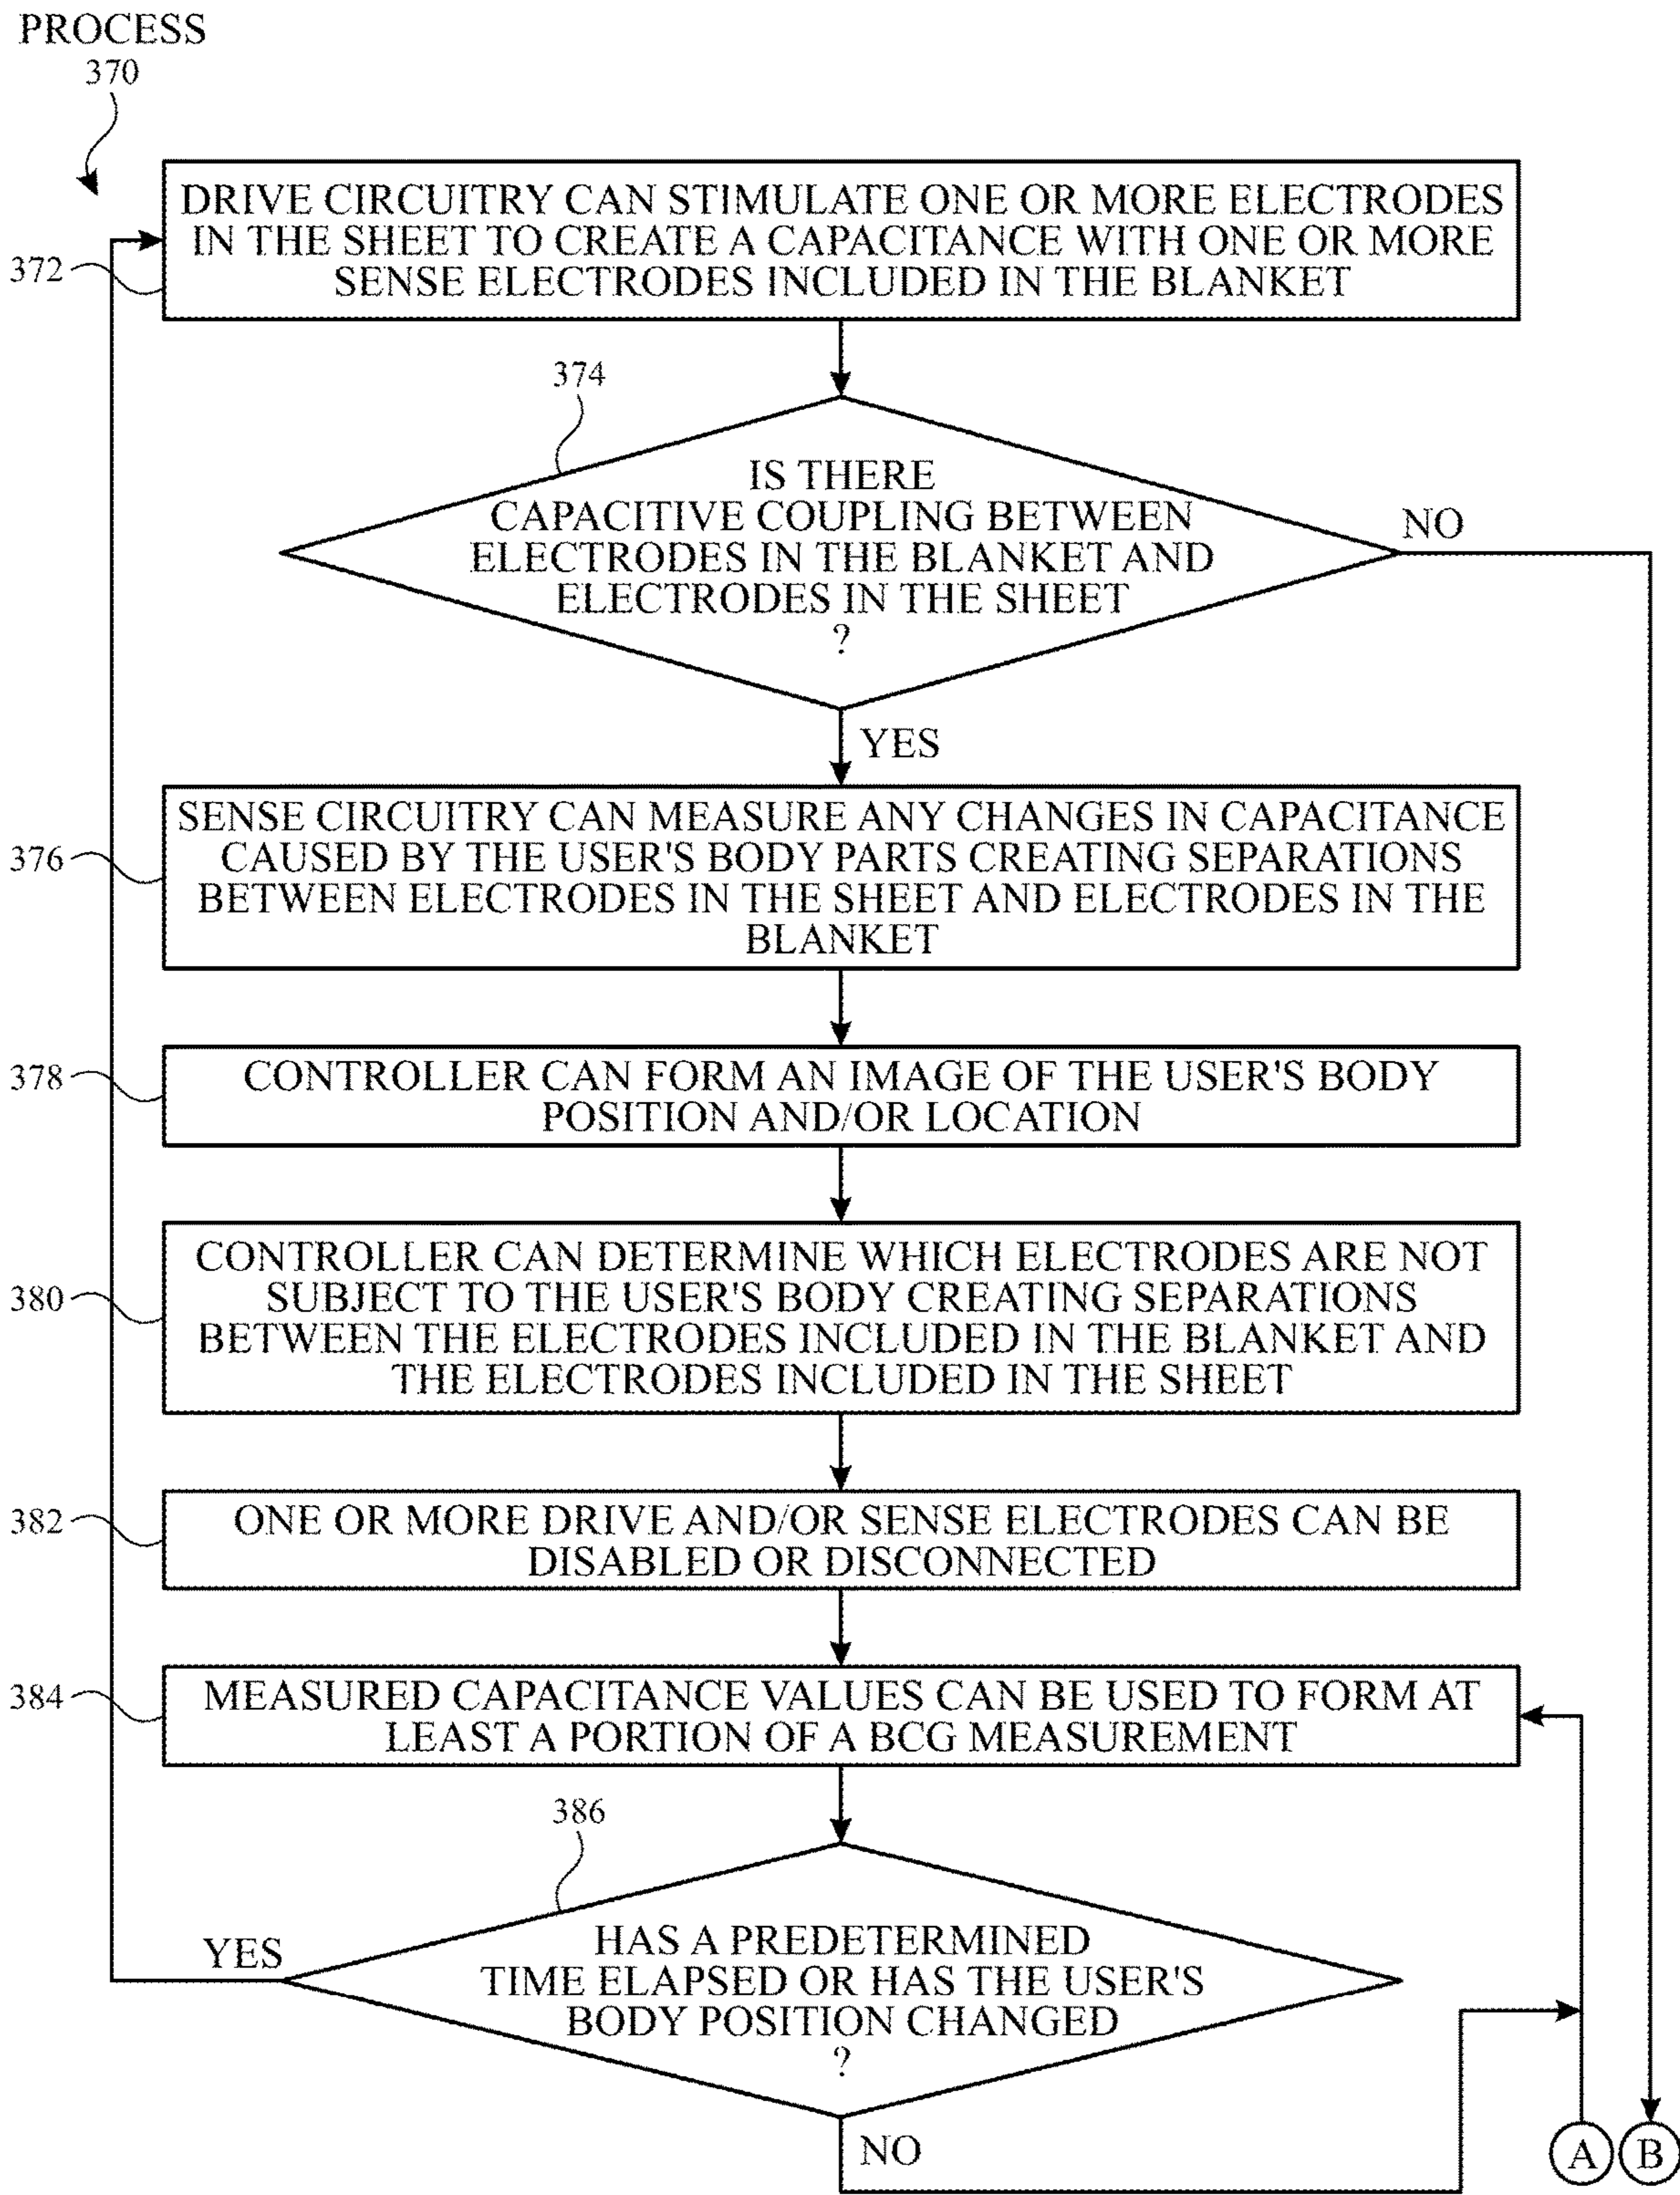 PROCESS
370
372
DRIVE CIRCUITRY CAN STIMULATE ONE OR MORE ELECTRODES
IN THE SHEET TO CREATE A CAPACITANCE WITH ONE OR MORE
SENSE ELECTRODES INCLUDED IN THE BLANKET
374
IS THERE
CAPACITIVE COUPLING BETWEEN
ELECTRODES IN THE BLANKET AND
ELECTRODES IN THE SHEET
?
NO
YES
376
SENSE CIRCUITRY CAN MEASURE ANY CHANGES IN CAPACITANCE
CAUSED BY THE USER'S BODY PARTS CREATING SEPARATIONS
BETWEEN ELECTRODES IN THE SHEET AND ELECTRODES IN THE
BLANKET
378
CONTROLLER CAN FORM AN IMAGE OF THE USER'S BODY
POSITION AND/OR LOCATION
380
CONTROLLER CAN DETERMINE WHICH ELECTRODES ARE NOT
SUBJECT TO THE USER'S BODY CREATING SEPARATIONS
BETWEEN THE ELECTRODES INCLUDED IN THE BLANKET AND
THE ELECTRODES INCLUDED IN THE SHEET
382
ONE OR MORE DRIVE AND/OR SENSE ELECTRODES CAN BE
DISABLED OR DISCONNECTED
384
MEASURED CAPACITANCE VALUES CAN BE USED TO FORM AT
LEAST A PORTION OF A BCG MEASUREMENT
386
YES
HAS A PREDETERMINED
TIME ELAPSED OR HAS THE USER'S
BODY POSITION CHANGED
?
NO
A
B